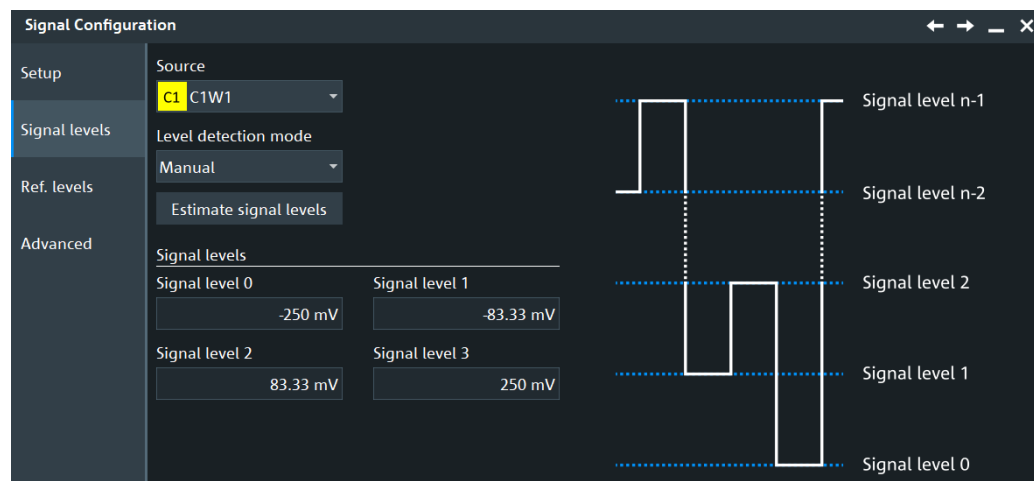 Signal Configuration
Setup
Signal levels
Ref. levels
Advanced
Source
C1 C1W1
Level detection mode
Manual
Estimate signal levels
Signal levels
Signal level 0 Signal level 1
-250 mV -83.33 mV
Signal level 2 Signal level 3
83.33 mV 250 mV
Signal level n-1
Signal level n-2
Signal level 2
Signal level 1
Signal level 0